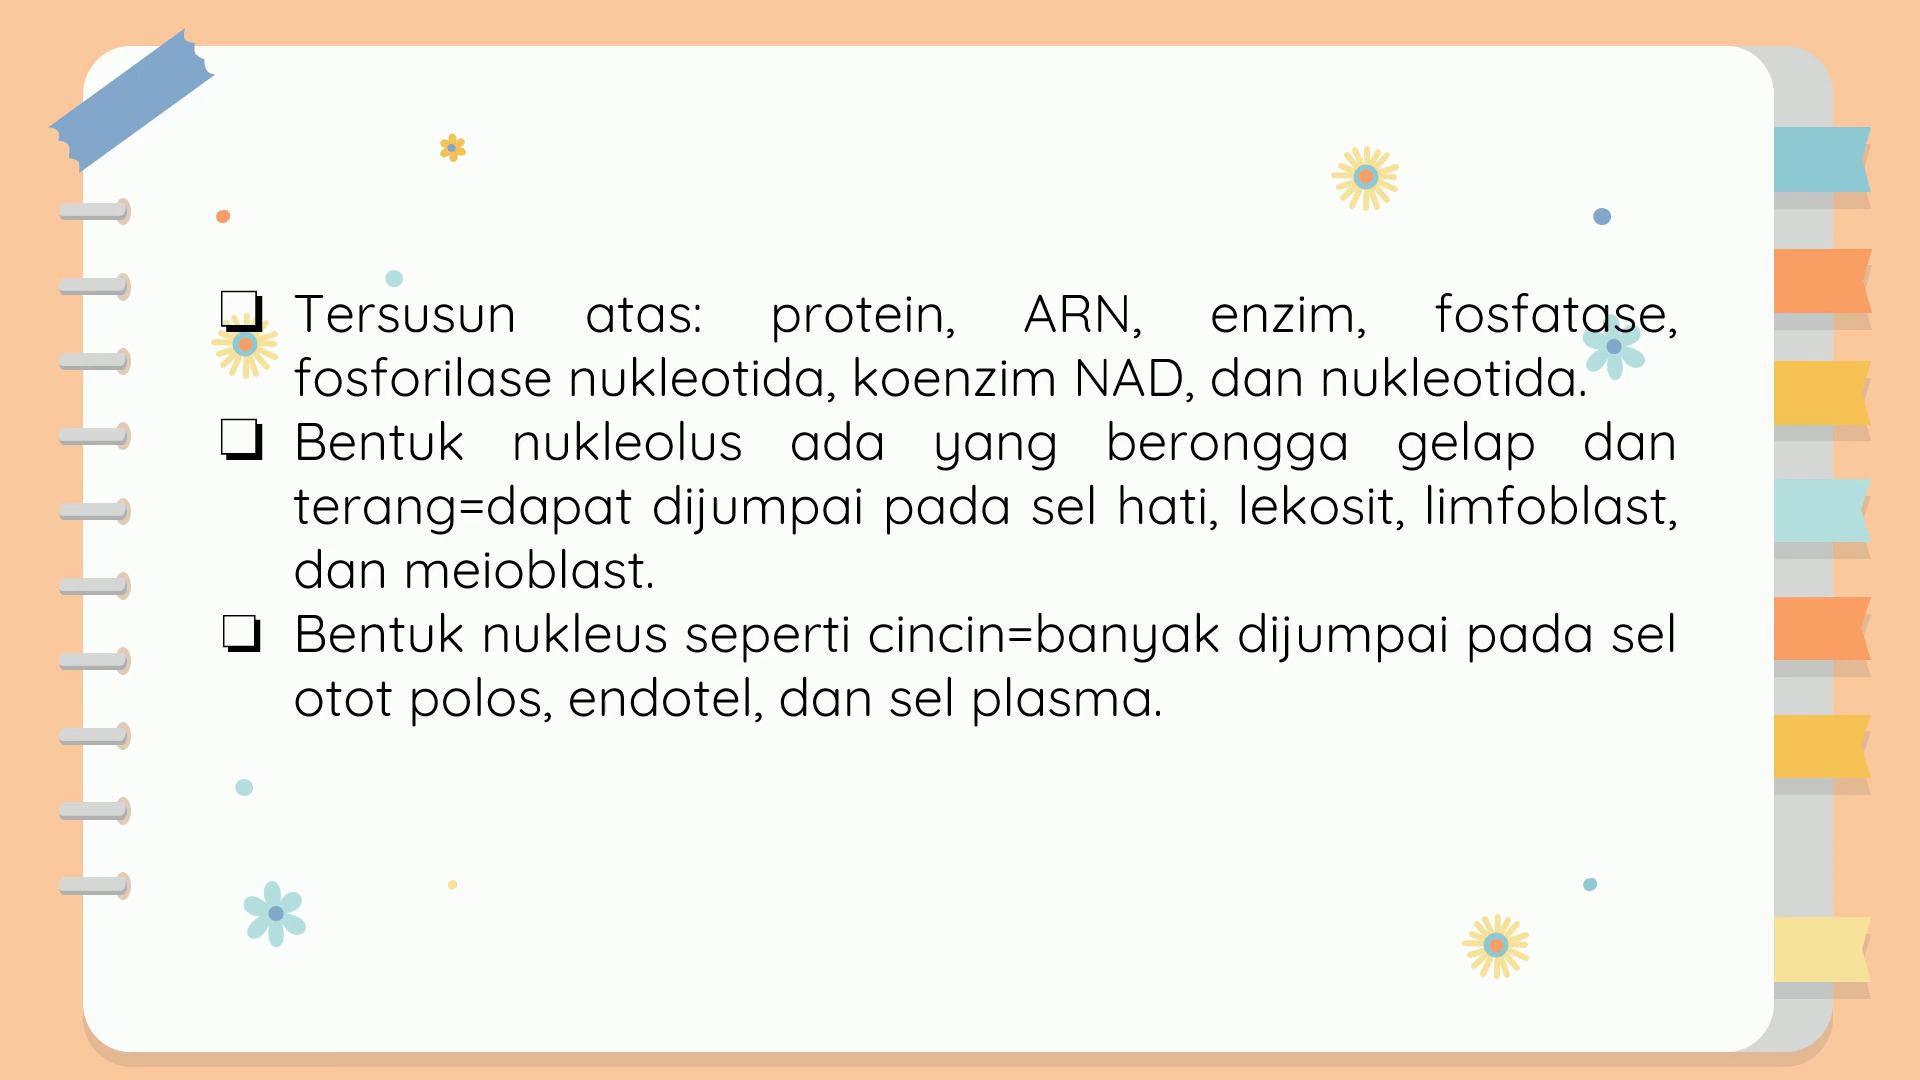 ❏ Tersusun atas: protein, ARN, enzim, fosfatase,
fosforilase nukleotida, koenzim NAD, dan nukleotida.
❏ Bentuk nukleolus ada yang berongga gelap dan
terang=dapat dijumpai pada sel hati, lekosit, limfoblast,
dan meioblast.
❏ Bentuk nukleus seperti cincin=banyak dijumpai pada sel
otot polos, endotel, dan sel plasma.